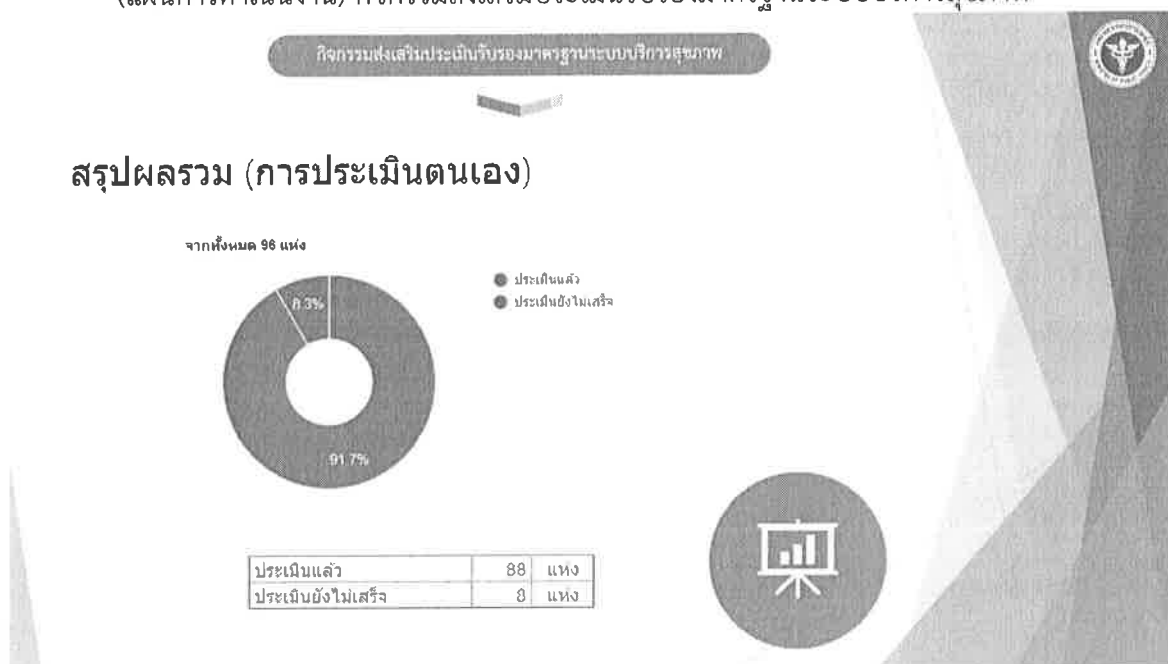 กิจกรรมส่งเสริมประเมินรับรองมาตรฐานระบบบริการสุขภาพ
สรุปผลรวม (การประเมินตนเอง)
จากทั้งหมด 96 แห่ง
ประเมินแล้ว
ประเมินยังไม่เสร็จ
8.3%
91.7%
ประเมินแล้ว 88 แห่ง
ประเมินยังไม่เสร็จ 8 แห่ง